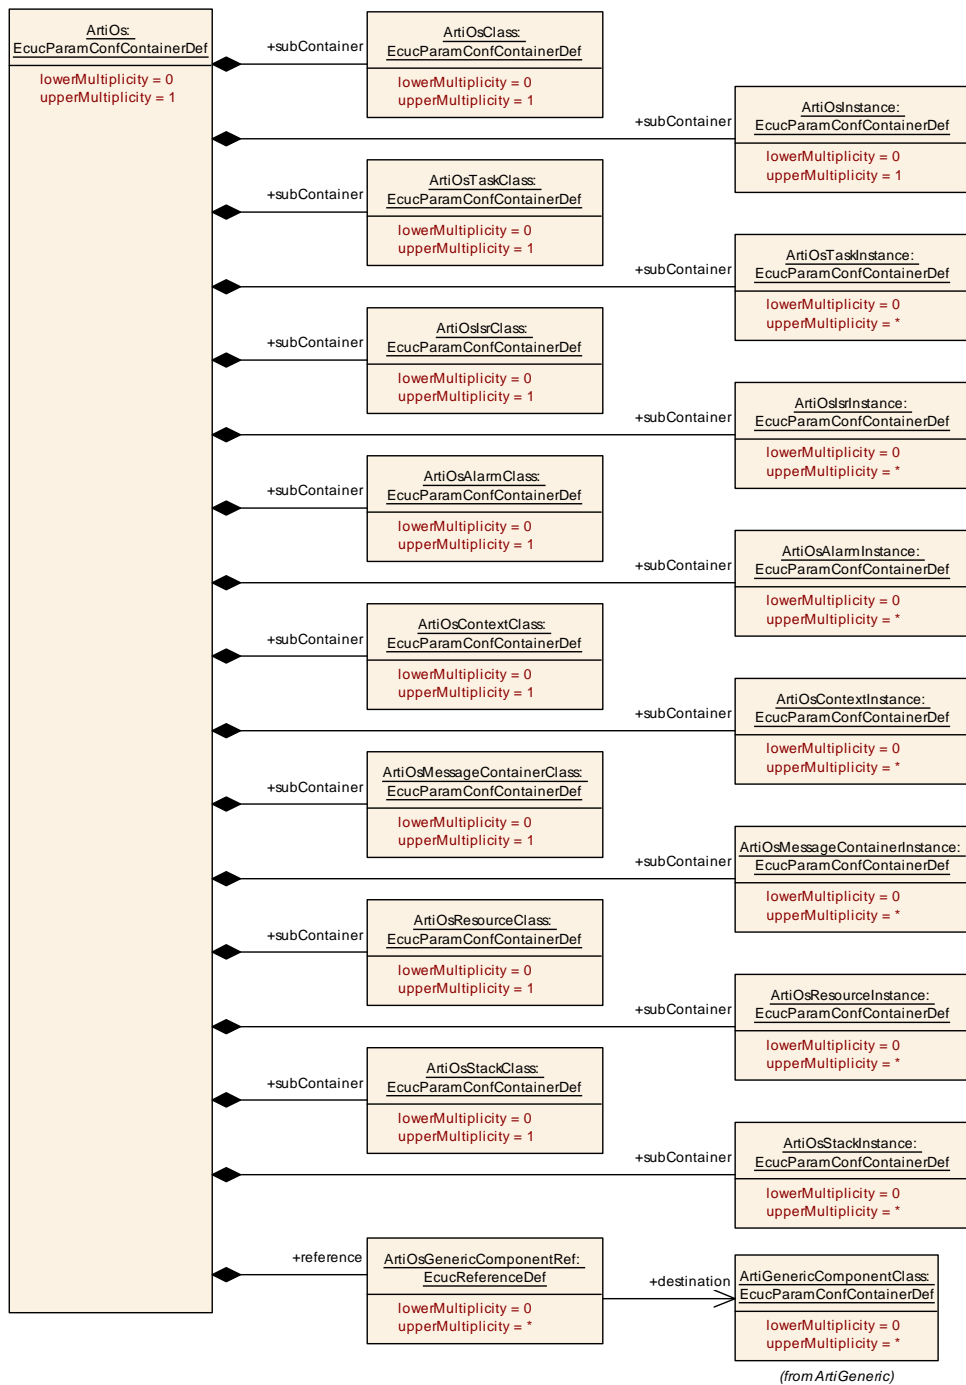 ArtiOs:
EcucParamConfContainerDef
lowerMultiplicity = 0
upperMultiplicity = 1
+subContainer
ArtiOsClass:
EcucParamConfContainerDef
lowerMultiplicity = 0
upperMultiplicity = 1
+subContainer
ArtiOsInstance:
EcucParamConfContainerDef
lowerMultiplicity = 0
upperMultiplicity = 1
+subContainer
ArtiOsTaskClass:
EcucParamConfContainerDef
lowerMultiplicity = 0
upperMultiplicity = 1
+subContainer
ArtiOsTaskInstance:
EcucParamConfContainerDef
lowerMultiplicity = 0
upperMultiplicity = *
+subContainer
ArtiOsIsrClass:
EcucParamConfContainerDef
lowerMultiplicity = 0
upperMultiplicity = 1
+subContainer
ArtiOsIsrInstance:
EcucParamConfContainerDef
lowerMultiplicity = 0
upperMultiplicity = *
+subContainer
ArtiOsAlarmClass:
EcucParamConfContainerDef
lowerMultiplicity = 0
upperMultiplicity = 1
+subContainer
ArtiOsAlarmInstance:
EcucParamConfContainerDef
lowerMultiplicity = 0
upperMultiplicity = *
+subContainer
ArtiOsContextClass:
EcucParamConfContainerDef
lowerMultiplicity = 0
upperMultiplicity = 1
+subContainer
ArtiOsContextInstance:
EcucParamConfContainerDef
lowerMultiplicity = 0
upperMultiplicity = *
+subContainer
ArtiOsMessageContainerClass:
EcucParamConfContainerDef
lowerMultiplicity = 0
upperMultiplicity = 1
+subContainer
ArtiOsMessageContainerInstance:
EcucParamConfContainerDef
lowerMultiplicity = 0
upperMultiplicity = *
+subContainer
ArtiOsResourceClass:
EcucParamConfContainerDef
lowerMultiplicity = 0
upperMultiplicity = 1
+subContainer
ArtiOsResourceInstance:
EcucParamConfContainerDef
lowerMultiplicity = 0
upperMultiplicity = *
+subContainer
ArtiOsStackClass:
EcucParamConfContainerDef
lowerMultiplicity = 0
upperMultiplicity = 1
+subContainer
ArtiOsStackInstance:
EcucParamConfContainerDef
lowerMultiplicity = 0
upperMultiplicity = *
+reference
ArtiOsGenericComponentRef:
EcucReferenceDef
lowerMultiplicity = 0
upperMultiplicity = *
+destination
ArtiGenericComponentClass:
EcucParamConfContainerDef
lowerMultiplicity = 0
upperMultiplicity = *
(from ArtiGeneric)